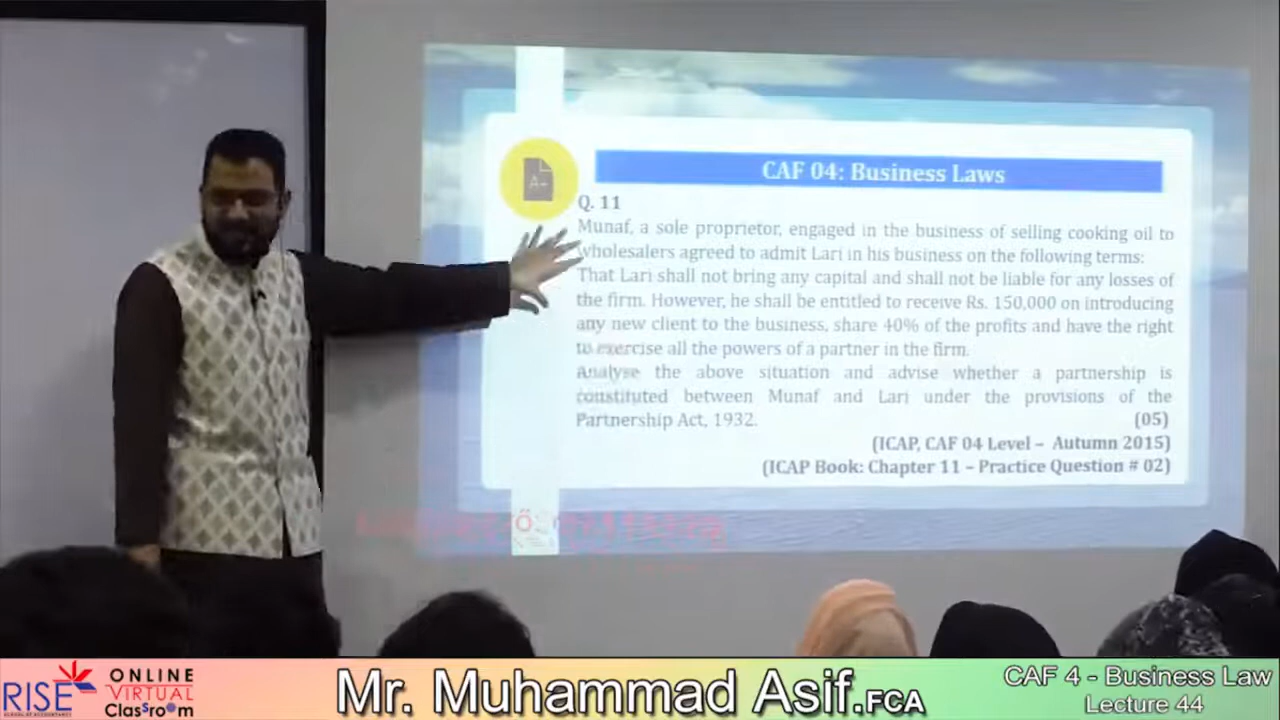 A-
CAF 04: Business Laws
Q. 11
Munaf, a sole proprietor, engaged in the business of selling cooking oil to
wholesalers agreed to admit Lari in his business on the following terms:
That Lari shall not bring any capital and shall not be liable for any losses of
the firm. However, he shall be entitled to receive Rs. 150,000 on introducing
any new client to the business, share 40% of the profits and have the right
to exercise all the powers of a partner in the firm.
Analyse the above situation and advise whether a partnership is
constituted between Munaf and Lari under the provisions of the
Partnership Act, 1932. (05)
(ICAP, CAF 04 Level – Autumn 2015)
(ICAP Book: Chapter 11 – Practice Question # 02)
RISE
ONLINE
VIRTUAL
ClassroOm
Mr. Muhammad Asif.FCA
CAF 4 - Business Law
Lecture 44